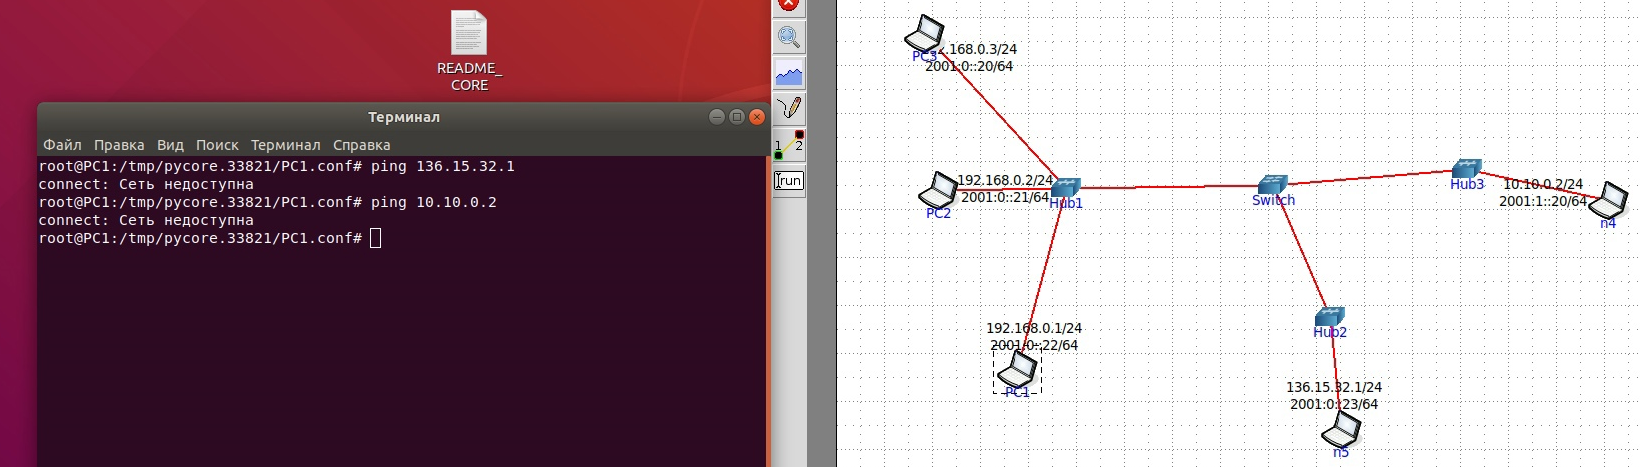 README_
CORE
Терминал
Файл Правка Вид Поиск Терминал Справка
root@PC1:/tmp/pycore.33821/PC1.conf# ping 136.15.32.1
connect: Сеть недоступна
root@PC1:/tmp/pycore.33821/PC1.conf# ping 10.10.0.2
connect: Сеть недоступна
root@PC1:/tmp/pycore.33821/PC1.conf#
1 2
run
.168.0.3/24
PC3
2001:0::20/64
192.168.0.2/24
2001:0::21/64
PC2
Hub1
Switch
Hub3
10.10.0.2/24
2001:1::20/64
n4
192.168.0.1/24
2001:0::22/64
PC1
Hub2
136.15.32.1/24
2001:0::23/64
n5